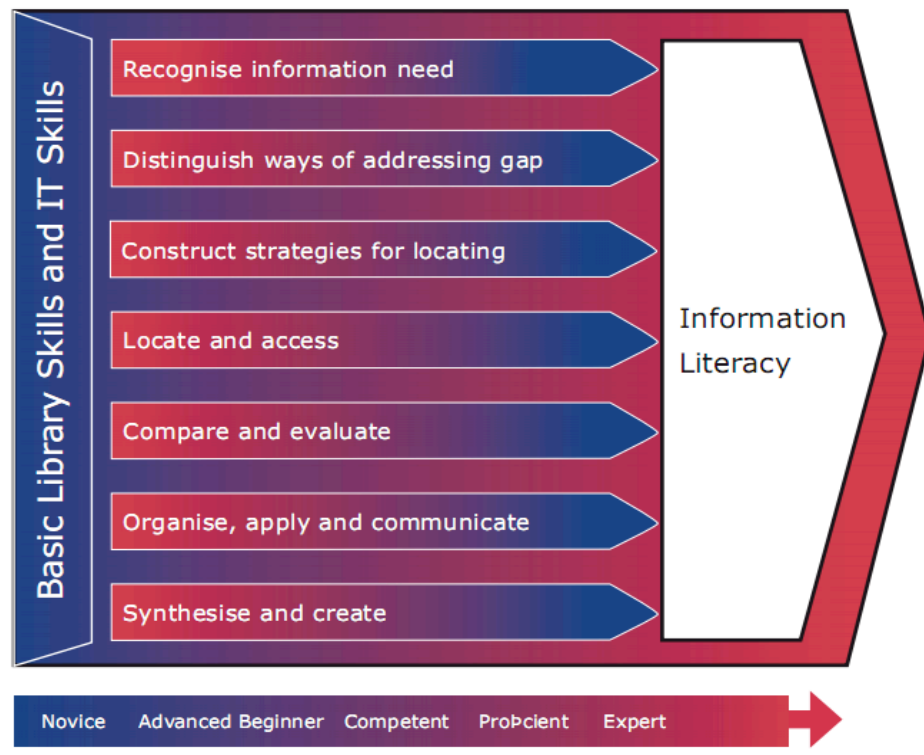 Basic Library Skills and IT Skills
Recognise information need
Distinguish ways of addressing gap
Construct strategies for locating
Locate and access
Compare and evaluate
Organise, apply and communicate
Synthesise and create
Information
Literacy
Novice Advanced Beginner Competent ProÞcient Expert